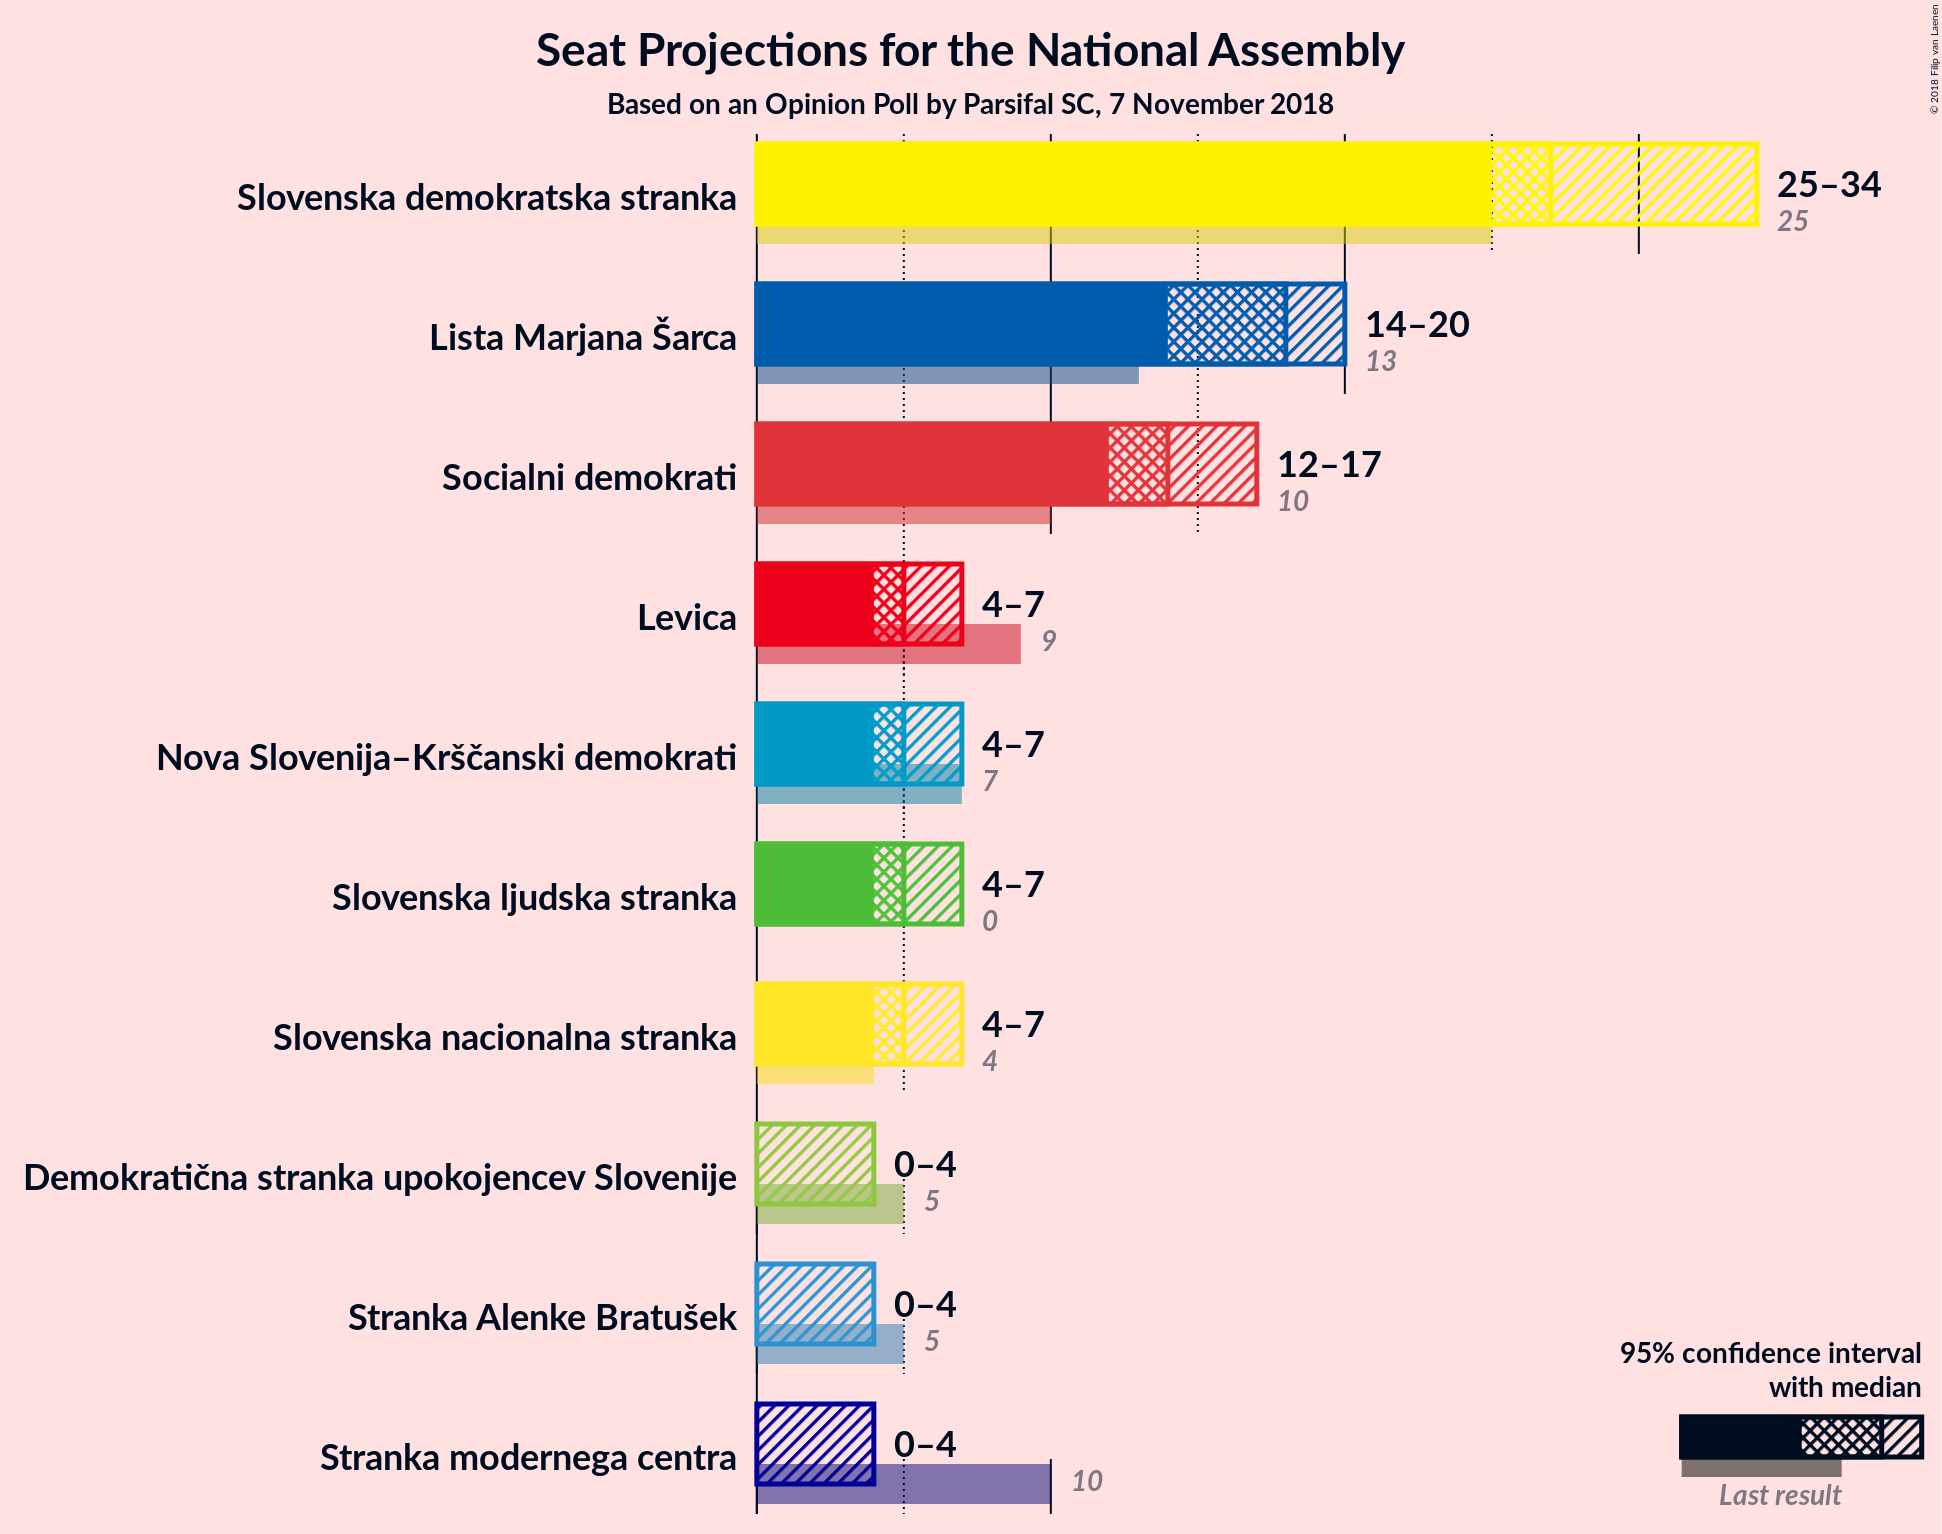 Seat Projections for the National Assembly
Based on an Opinion Poll by Parsifal SC, 7 November 2018
© 2018 Filip van Laenen
Slovenska demokratska stranka
25–34
25
Lista Marjana Šarca
14–20
13
Socialni demokrati
12–17
10
Levica
4–7
9
Nova Slovenija–Krščanski demokrati
4–7
7
Slovenska ljudska stranka
4–7
0
Slovenska nacionalna stranka
4–7
4
Demokratična stranka upokojencev Slovenije
0–4
5
Stranka Alenke Bratušek
0–4
5
Stranka modernega centra
0–4
10
95% confidence interval
with median
Last result